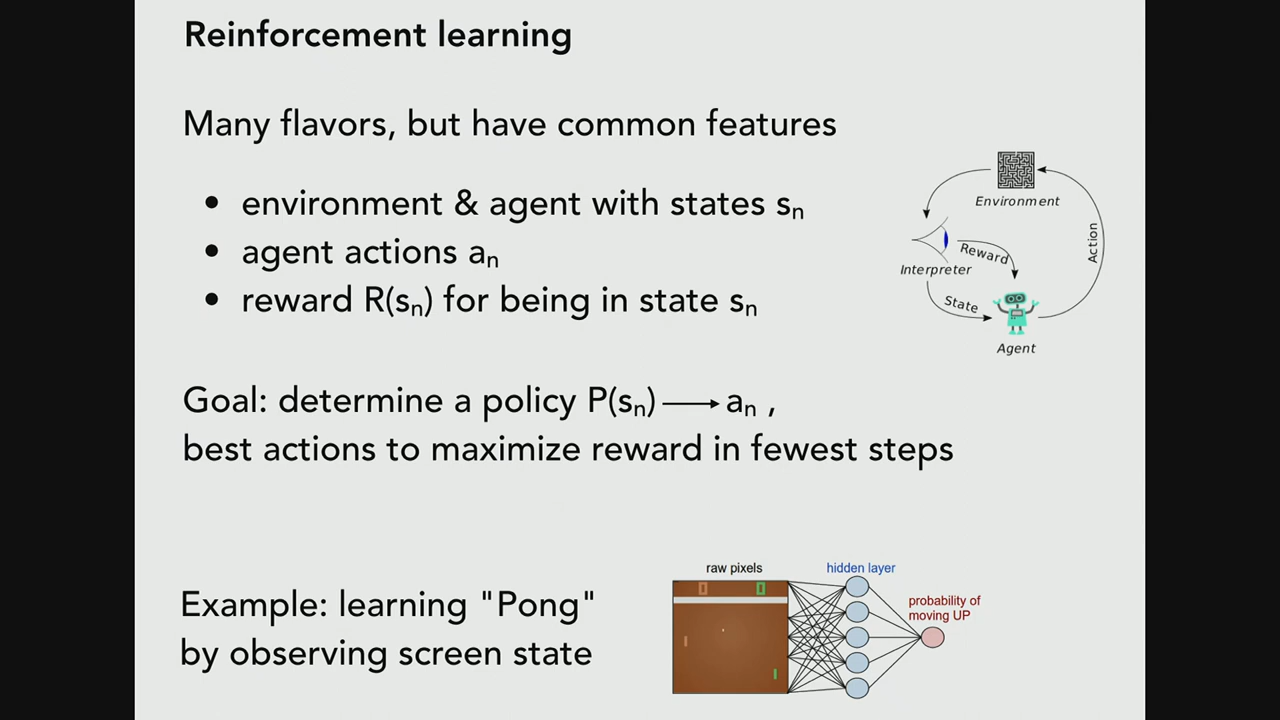 Reinforcement learning
Many flavors, but have common features
• environment & agent with states sₙ
• agent actions aₙ
• reward R(sₙ) for being in state sₙ
Environment
Reward
Interpreter
State
Action
Agent
Goal: determine a policy P(sₙ) ⟶ aₙ ,
best actions to maximize reward in fewest steps
Example: learning "Pong"
by observing screen state
raw pixels
hidden layer
probability of
moving UP